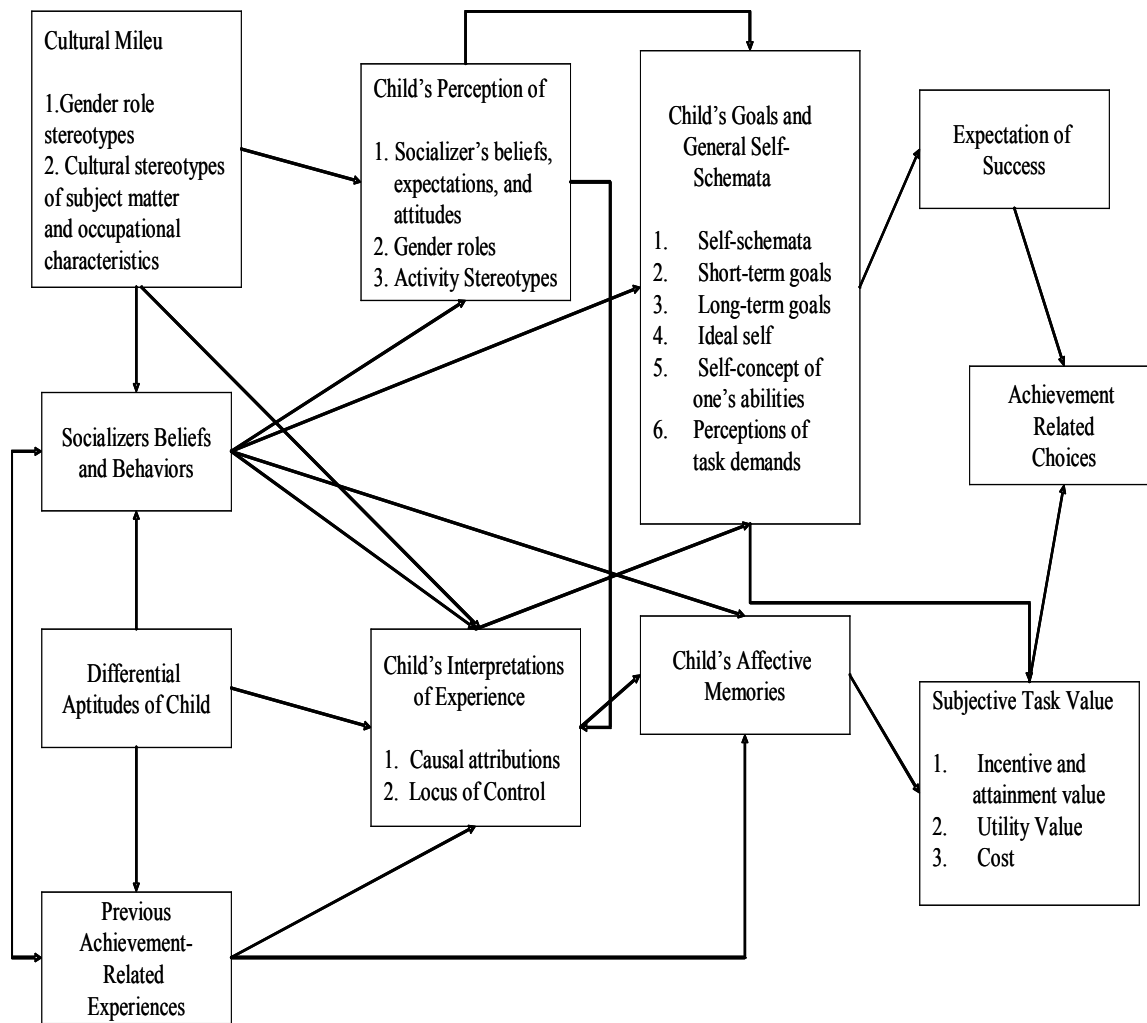 Cultural Mileu
1.Gender role
stereotypes
2. Cultural stereotypes
of subject matter
and occupational
characteristics
Child's Perception of
1. Socializer's beliefs,
expectations, and
attitudes
2. Gender roles
3. Activity Stereotypes
Child's Goals and
General Self-
Schemata
1. Self-schemata
2. Short-term goals
3. Long-term goals
4. Ideal self
5. Self-concept of
one's abilities
6. Perceptions of
task demands
Expectation of
Success
Achievement
Related
Choices
Socializers Beliefs
and Behaviors
Differential
Aptitudes of Child
Child's Interpretations
of Experience
1. Causal attributions
2. Locus of Control
Child's Affective
Memories
Subjective Task Value
1. Incentive and
attainment value
2. Utility Value
3. Cost
Previous
Achievement-
Related
Experiences